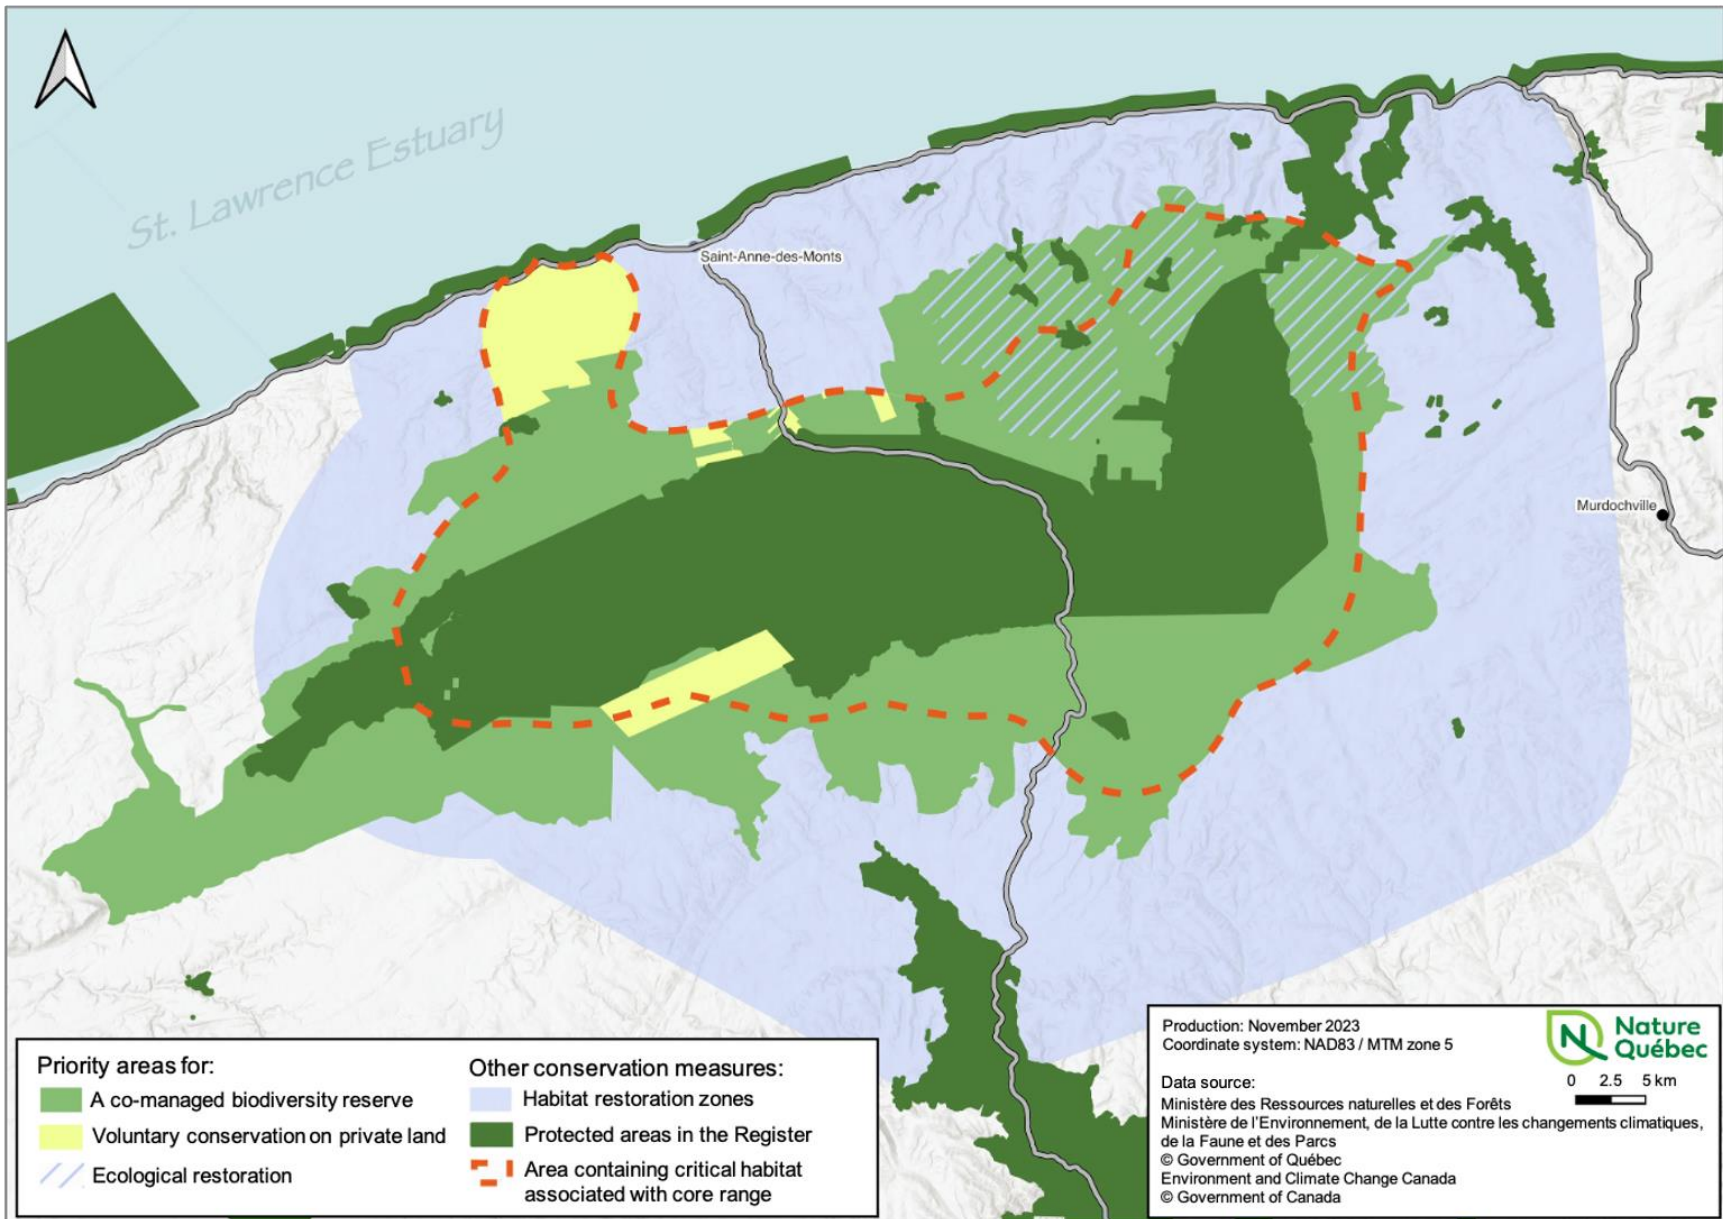 St. Lawrence Estuary
Saint-Anne-des-Monts
Murdochville
Priority areas for:
A co-managed biodiversity reserve
Voluntary conservation on private land
Ecological restoration
Other conservation measures:
Habitat restoration zones
Protected areas in the Register
Area containing critical habitat
associated with core range
Production: November 2023
Coordinate system: NAD83 / MTM zone 5
Nature
Québec
0 2.5 5 km
Data source:
Ministère des Ressources naturelles et des Forêts
Ministère de l'Environnement, de la Lutte contre les changements climatiques,
de la Faune et des Parcs
© Government of Québec
Environment and Climate Change Canada
© Government of Canada